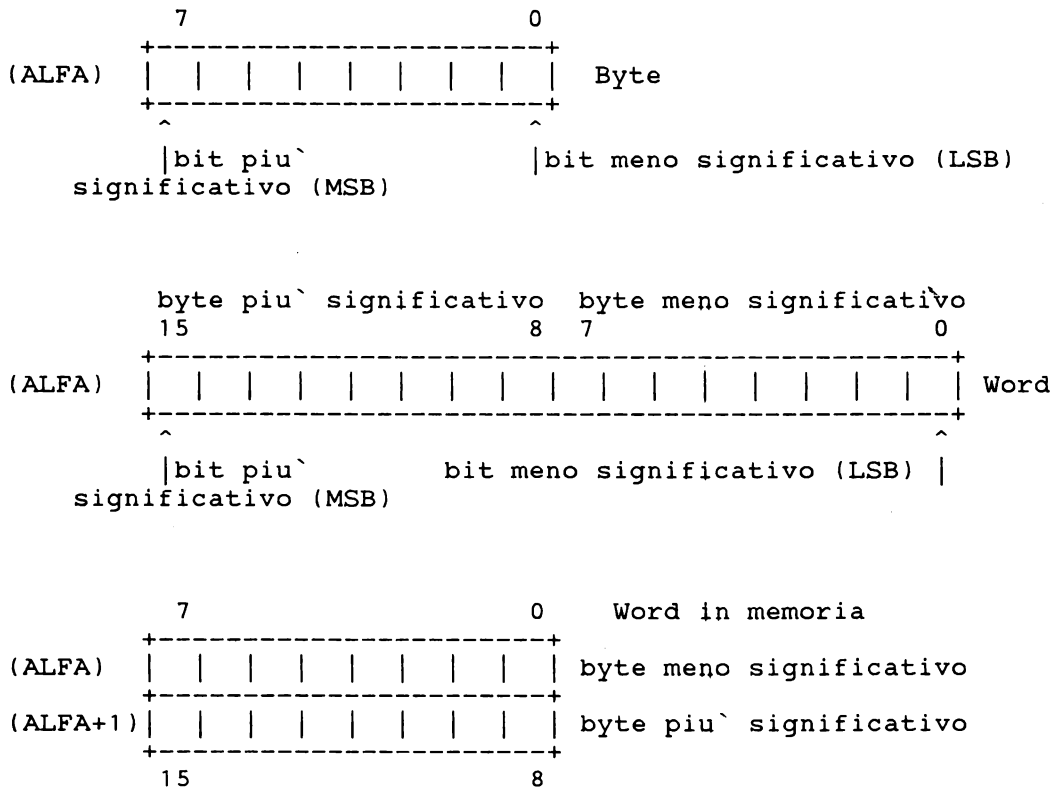 7 0
+---------------+
(ALFA) | | | | | | | | | Byte
+---------------+
^ ^
|bit piu` |bit meno significativo (LSB)
significativo (MSB)
byte piu` significativo byte meno significativo
15 8 7 0
+-------------------------------+
(ALFA) | | | | | | | | | | | | | | | | | Word
+-------------------------------+
^ ^
|bit piu` bit meno significativo (LSB) |
significativo (MSB)
7 0 Word in memoria
+---------------+
(ALFA) | | | | | | | | | byte meno significativo
+---------------+
(ALFA+1)| | | | | | | | | byte piu` significativo
+---------------+
15 8